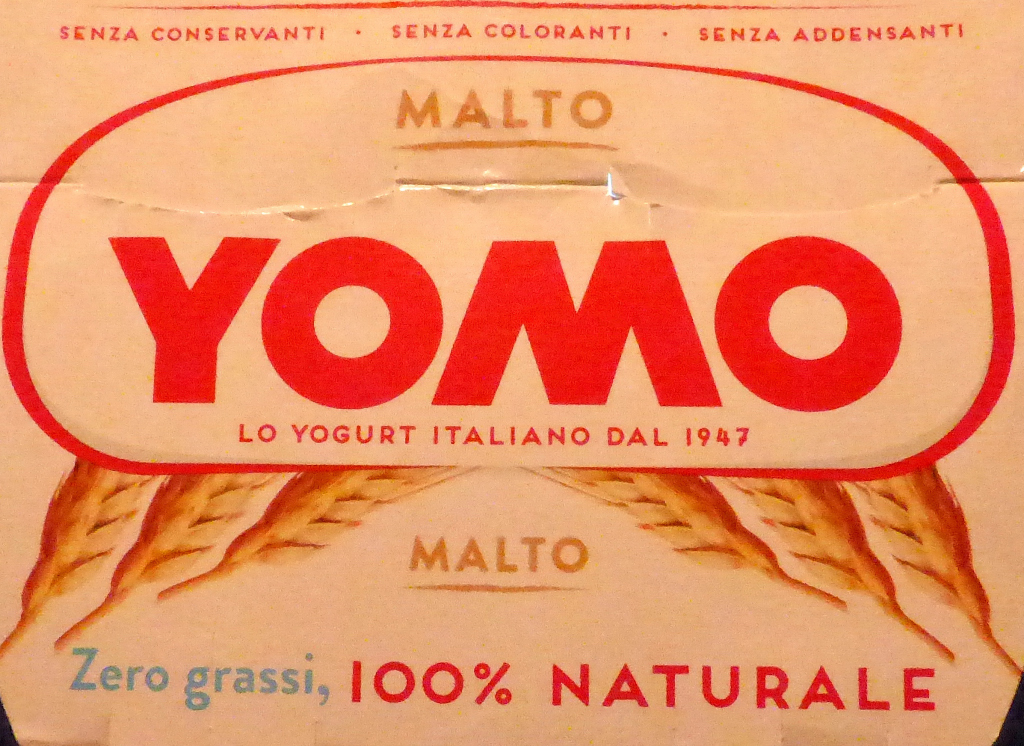 SENZA CONSERVANTI · SENZA COLORANTI · SENZA ADDENSANTI
MALTO
YOMO
LO YOGURT ITALIANO DAL 1947
MALTO
Zero grassi, 100% NATURALE